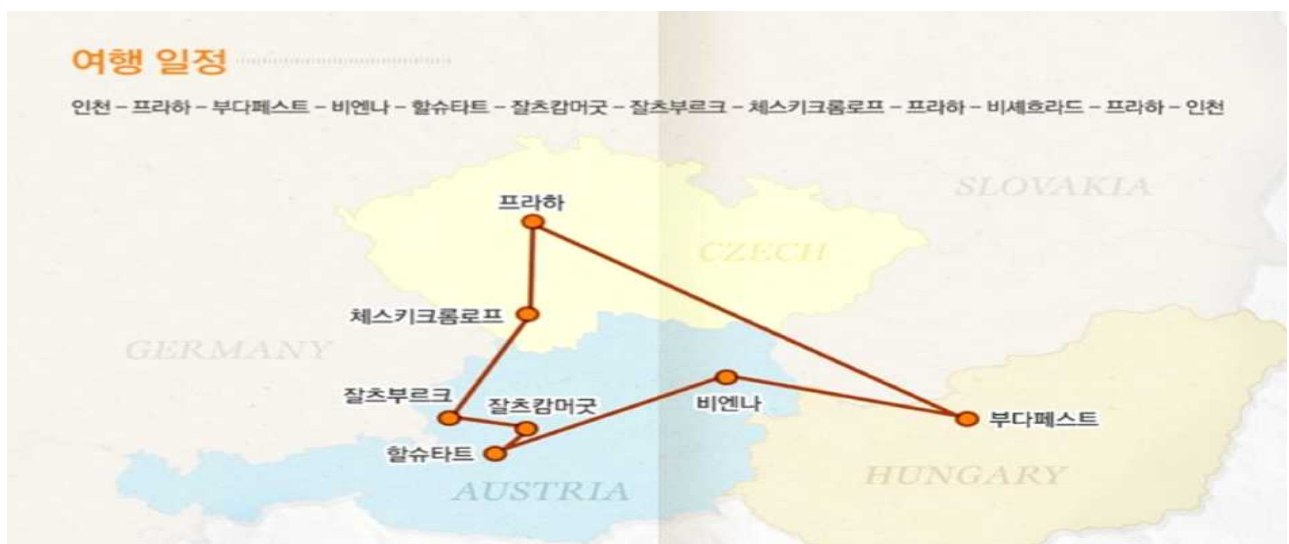 여행 일정
인천 – 프라하 – 부다페스트 – 비엔나 – 할슈타트 – 잘츠캄머굿 – 잘츠부르크 – 체스키크롬로프 – 프라하 – 비셰흐라드 – 프라하 – 인천
SLOVAKIA
프라하
CZECH
체스키크롬로프
GERMANY
잘츠부르크
잘츠캄머굿
비엔나
부다페스트
할슈타트
AUSTRIA
HUNGARY